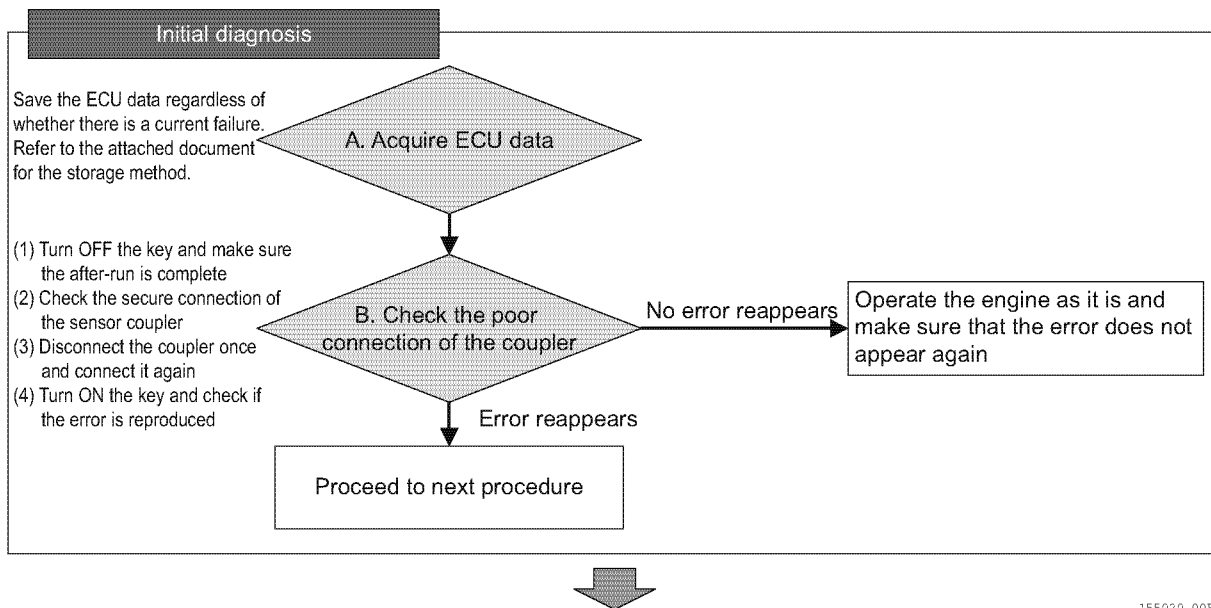 Initial diagnosis
Save the ECU data regardless of
whether there is a current failure.
Refer to the attached document
for the storage method.
A. Acquire ECU data
(1) Turn OFF the key and make sure
the after-run is complete
(2) Check the secure connection of
the sensor coupler
(3) Disconnect the coupler once
and connect it again
(4) Turn ON the key and check if
the error is reproduced
B. Check the poor
connection of the coupler
No error reappears
Operate the engine as it is and
make sure that the error does not
appear again
Error reappears
Proceed to next procedure